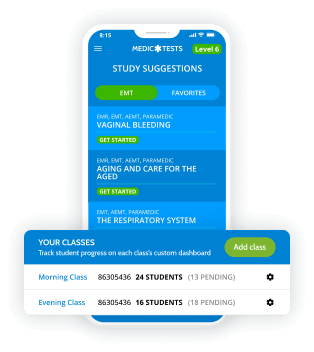 8:15
MEDIC TESTS
Level 6
STUDY SUGGESTIONS
EMT
FAVORITES
EMR, EMT, AEMT, PARAMEDIC
VAGINAL BLEEDING
GET STARTED
EMR, EMT, AEMT, PARAMEDIC
AGING AND CARE FOR THE
AGED
GET STARTED
EMT, AEMT, PARAMEDIC
THE RESPIRATORY SYSTEM
YOUR CLASSES
Track student progress on each class's custom dashboard
Add class
Morning Class 86305436 24 STUDENTS (13 PENDING)
Evening Class 86305436 16 STUDENTS (18 PENDING)